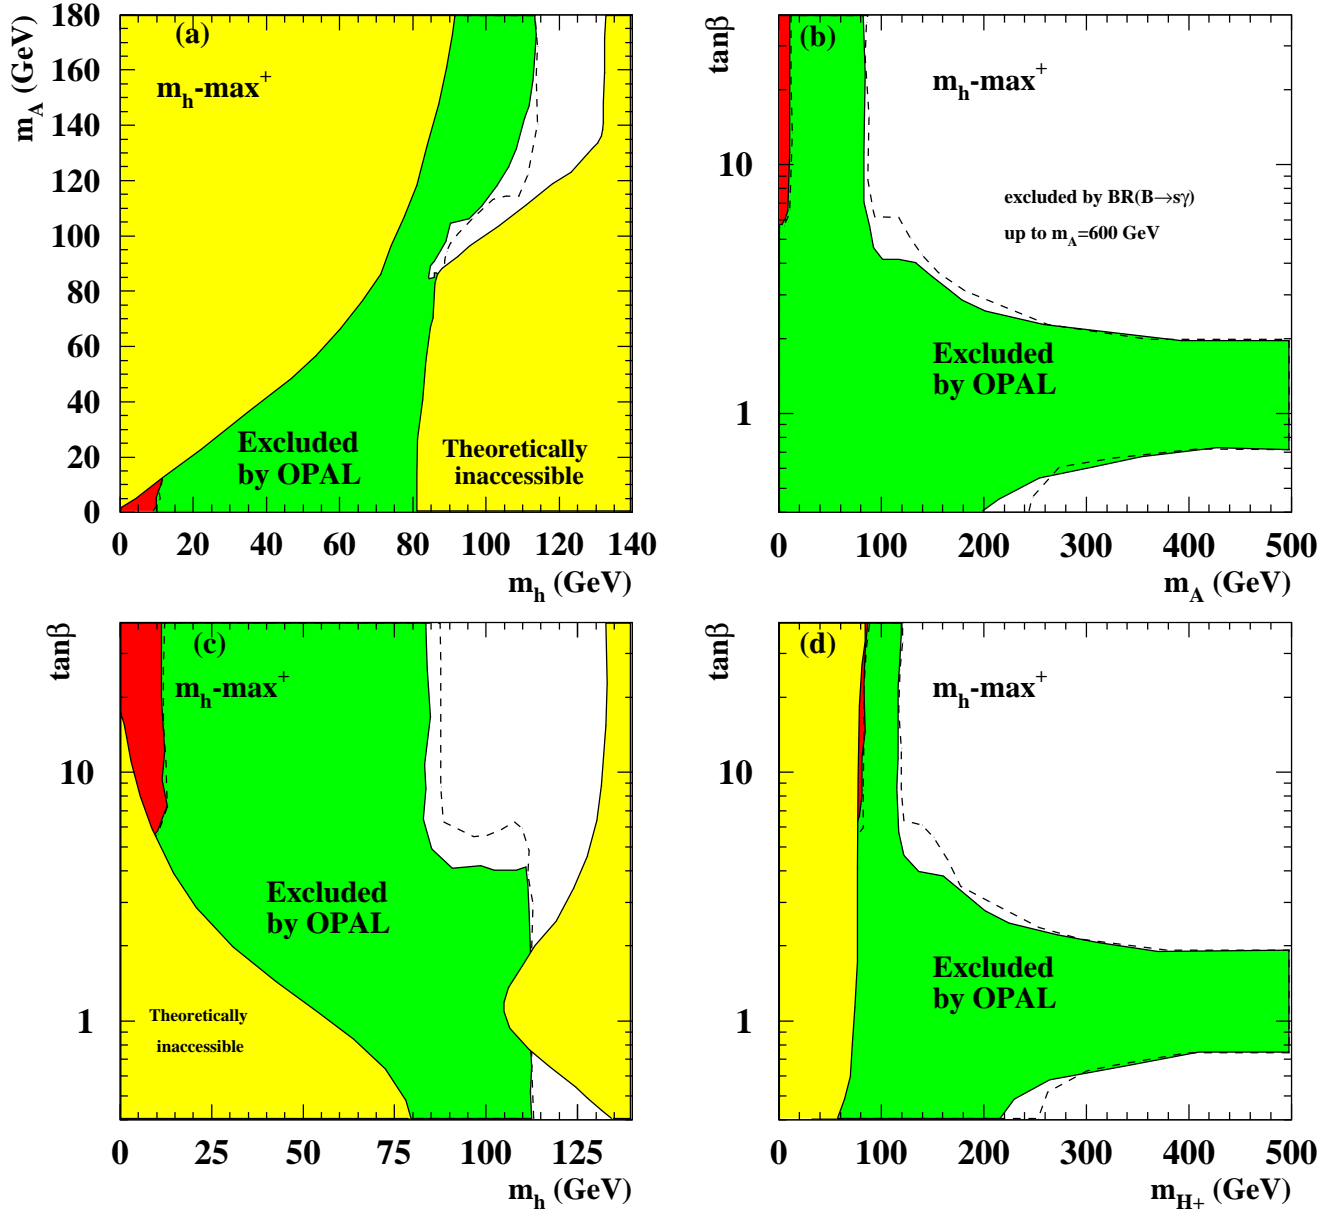 (a)
m_h-max^+
Excluded
by OPAL
Theoretically
inaccessible
m_A (GeV)
180
160
140
120
100
80
60
40
20
0
0 20 40 60 80 100 120 140
m_h (GeV)
(b)
m_h-max^+
excluded by BR(B→sγ)
up to m_A=600 GeV
Excluded
by OPAL
tanβ
10
1
0 100 200 300 400 500
m_A (GeV)
(c)
m_h-max^+
Excluded
by OPAL
Theoretically
inaccessible
tanβ
10
1
0 25 50 75 100 125
m_h (GeV)
(d)
m_h-max^+
Excluded
by OPAL
tanβ
10
1
0 100 200 300 400 500
m_H+ (GeV)